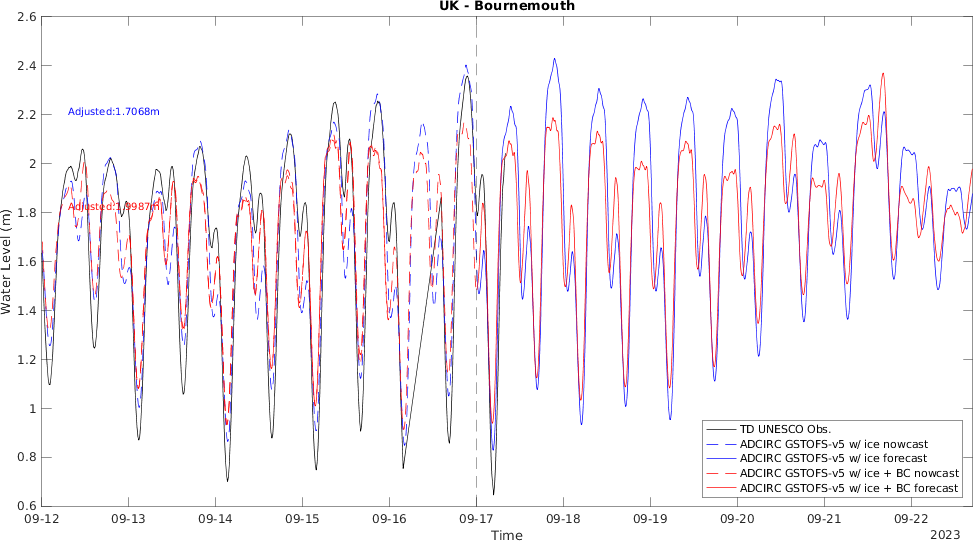 UK - Bournemouth
2.6
2.4
2.2
2
1.8
1.6
1.4
1.2
1
0.8
0.6
Water Level (m)
Adjusted:1.7068m
Adjusted:1.9987m
TD UNESCO Obs.
ADCIRC GSTOFS-v5 w/ ice nowcast
ADCIRC GSTOFS-v5 w/ ice forecast
ADCIRC GSTOFS-v5 w/ ice + BC nowcast
ADCIRC GSTOFS-v5 w/ ice + BC forecast
09-12 09-13 09-14 09-15 09-16 09-17 09-18 09-19 09-20 09-21 09-22
2023
Time